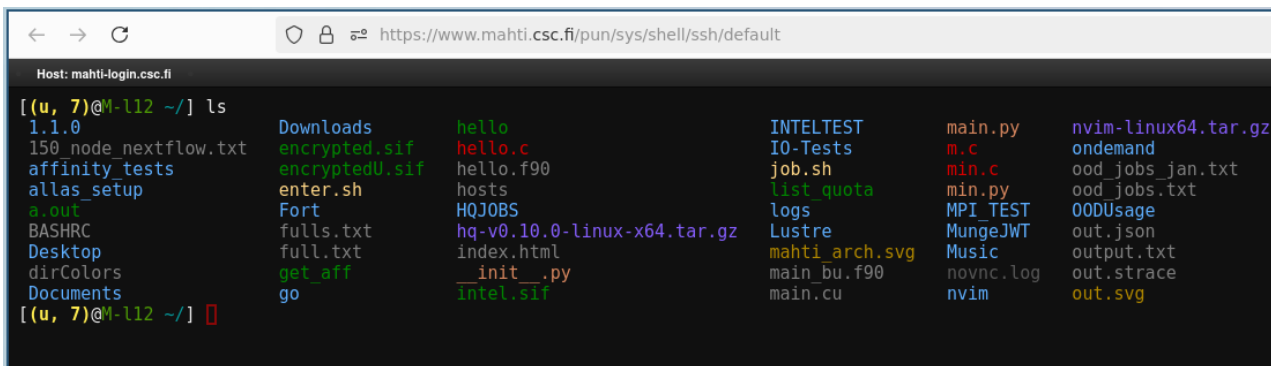 https://www.mahti.csc.fi/pun/sys/shell/ssh/default
Host: mahti-login.csc.fi
[(u, 7)@M-l12 ~/] ls
1.1.0 Downloads hello INTELTEST main.py nvim-linux64.tar.gz
150_node_nextflow.txt encrypted.sif hello.c IO-Tests m.c ondemand
affinity_tests encryptedU.sif hello.f90 job.sh min.c ood_jobs_jan.txt
allas_setup enter.sh hosts list_quota min.py ood_jobs.txt
a.out Fort HQJOBS logs MPI_TEST OODUsage
BASHRC fulls.txt hq-v0.10.0-linux-x64.tar.gz Lustre MungeJWT out.json
Desktop full.txt index.html mahti_arch.svg Music output.txt
dirColors get_aff __init__.py main_bu.f90 novnc.log out.strace
Documents go intel.sif main.cu nvim out.svg
[(u, 7)@M-l12 ~/]